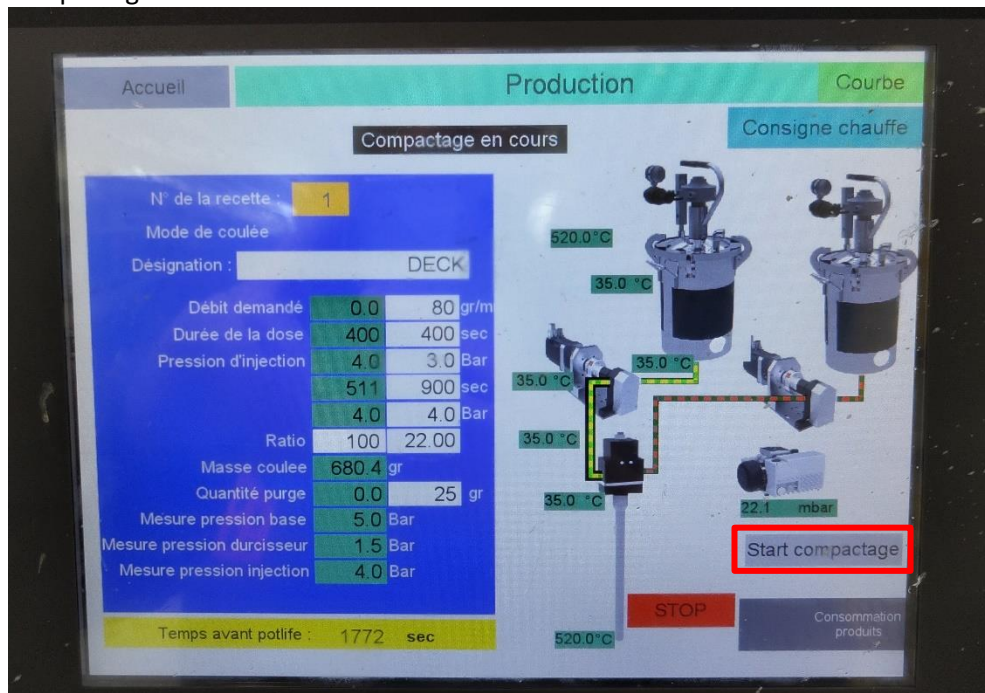 Accueil Production Courbe
Compactage en cours Consigne chauffe
N° de la recette : 1
Mode de coulée
Désignation : DECK
Débit demandé 0.0 80 gr/m
Durée de la dose 400 400 sec
Pression d'injection 4.0 3.0 Bar
511 900 sec
4.0 4.0 Bar
Ratio 100 22.00
Masse coulee 680.4 gr
Quantité purge 0.0 25 gr
Mesure pression base 5.0 Bar
Mesure pression durcisseur 1.5 Bar
Mesure pression injection 4.0 Bar
Temps avant potlife : 1772 sec
520.0°C
35.0 °C
35.0 °C
35.0 °C
35.0 °C
35.0 °C
22.1 mbar
Start compactage
STOP
Consommation
produits
520.0°C